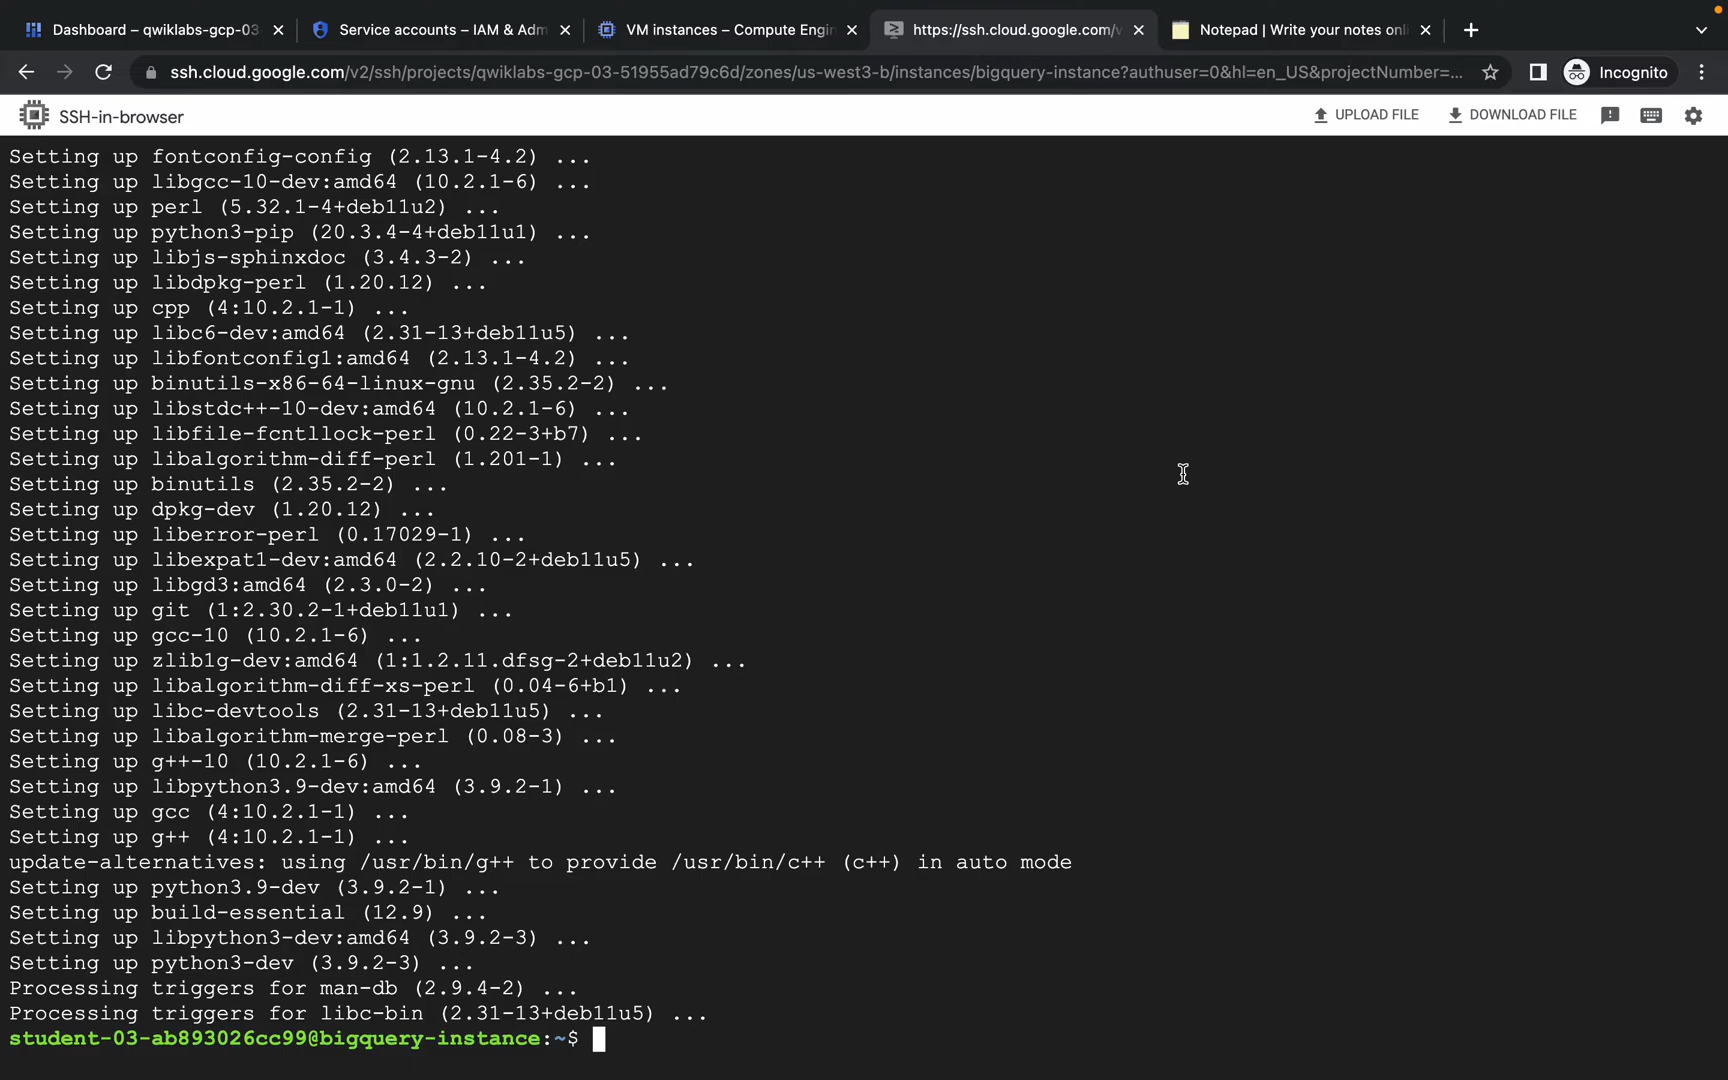 Dashboard – qwiklabs-gcp-03
Service accounts – IAM & Adm
VM instances – Compute Engin
https://ssh.cloud.google.com/v
Notepad | Write your notes onli
ssh.cloud.google.com/v2/ssh/projects/qwiklabs-gcp-03-51955ad79c6d/zones/us-west3-b/instances/bigquery-instance?authuser=0&hl=en_US&projectNumber=...
Incognito
SSH-in-browser
UPLOAD FILE
DOWNLOAD FILE
Setting up fontconfig-config (2.13.1-4.2) ...
Setting up libgcc-10-dev:amd64 (10.2.1-6) ...
Setting up perl (5.32.1-4+deb11u2) ...
Setting up python3-pip (20.3.4-4+deb11u1) ...
Setting up libjs-sphinxdoc (3.4.3-2) ...
Setting up libdpkg-perl (1.20.12) ...
Setting up cpp (4:10.2.1-1) ...
Setting up libc6-dev:amd64 (2.31-13+deb11u5) ...
Setting up libfontconfig1:amd64 (2.13.1-4.2) ...
Setting up binutils-x86-64-linux-gnu (2.35.2-2) ...
Setting up libstdc++-10-dev:amd64 (10.2.1-6) ...
Setting up libfile-fcntllock-perl (0.22-3+b7) ...
Setting up libalgorithm-diff-perl (1.201-1) ...
Setting up binutils (2.35.2-2) ...
Setting up dpkg-dev (1.20.12) ...
Setting up liberror-perl (0.17029-1) ...
Setting up libexpat1-dev:amd64 (2.2.10-2+deb11u5) ...
Setting up libgd3:amd64 (2.3.0-2) ...
Setting up git (1:2.30.2-1+deb11u1) ...
Setting up gcc-10 (10.2.1-6) ...
Setting up zlib1g-dev:amd64 (1:1.2.11.dfsg-2+deb11u2) ...
Setting up libalgorithm-diff-xs-perl (0.04-6+b1) ...
Setting up libc-devtools (2.31-13+deb11u5) ...
Setting up libalgorithm-merge-perl (0.08-3) ...
Setting up g++-10 (10.2.1-6) ...
Setting up libpython3.9-dev:amd64 (3.9.2-1) ...
Setting up gcc (4:10.2.1-1) ...
Setting up g++ (4:10.2.1-1) ...
update-alternatives: using /usr/bin/g++ to provide /usr/bin/c++ (c++) in auto mode
Setting up python3.9-dev (3.9.2-1) ...
Setting up build-essential (12.9) ...
Setting up libpython3-dev:amd64 (3.9.2-3) ...
Setting up python3-dev (3.9.2-3) ...
Processing triggers for man-db (2.9.4-2) ...
Processing triggers for libc-bin (2.31-13+deb11u5) ...
student-03-ab893026cc99@bigquery-instance:~$